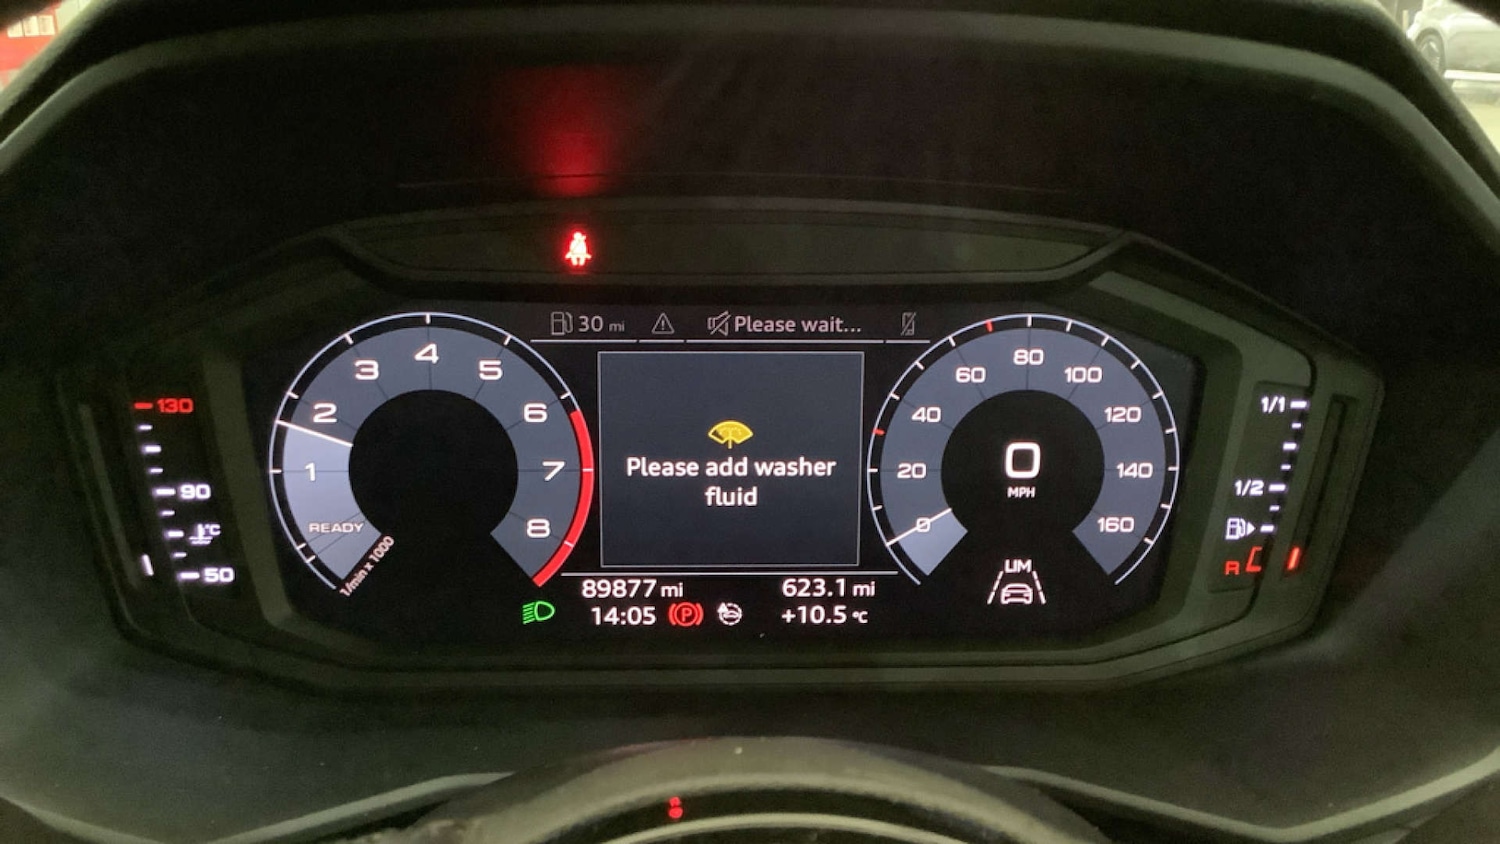 30 mi
Please wait...
130
90
°C
50
1
2
3
4
5
6
7
8
READY
1/min x 1000
Please add washer
fluid
89877 mi
623.1 mi
14:05
P
+10.5 °C
0
20
40
60
80
100
120
140
160
0
MPH
LIM
1/1
1/2
R